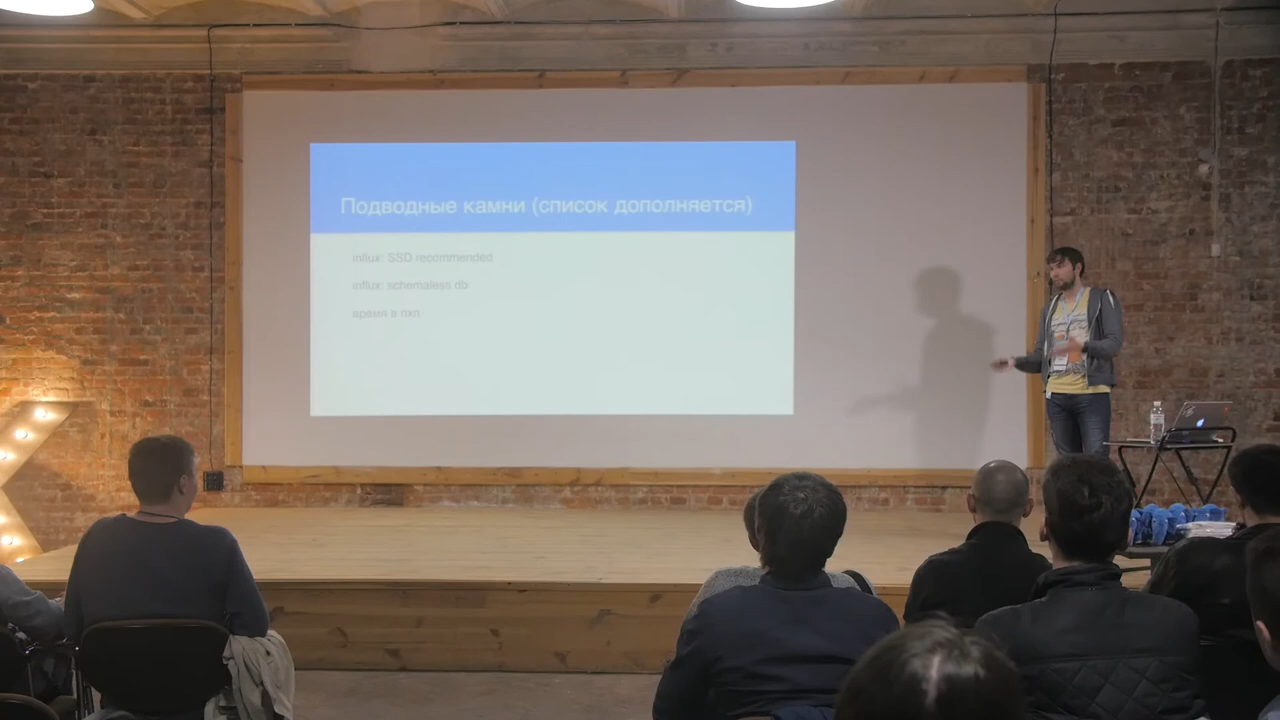 Подводные камни (список дополняется)
influx: SSD recommended
influx: schemaless db
время в пхп